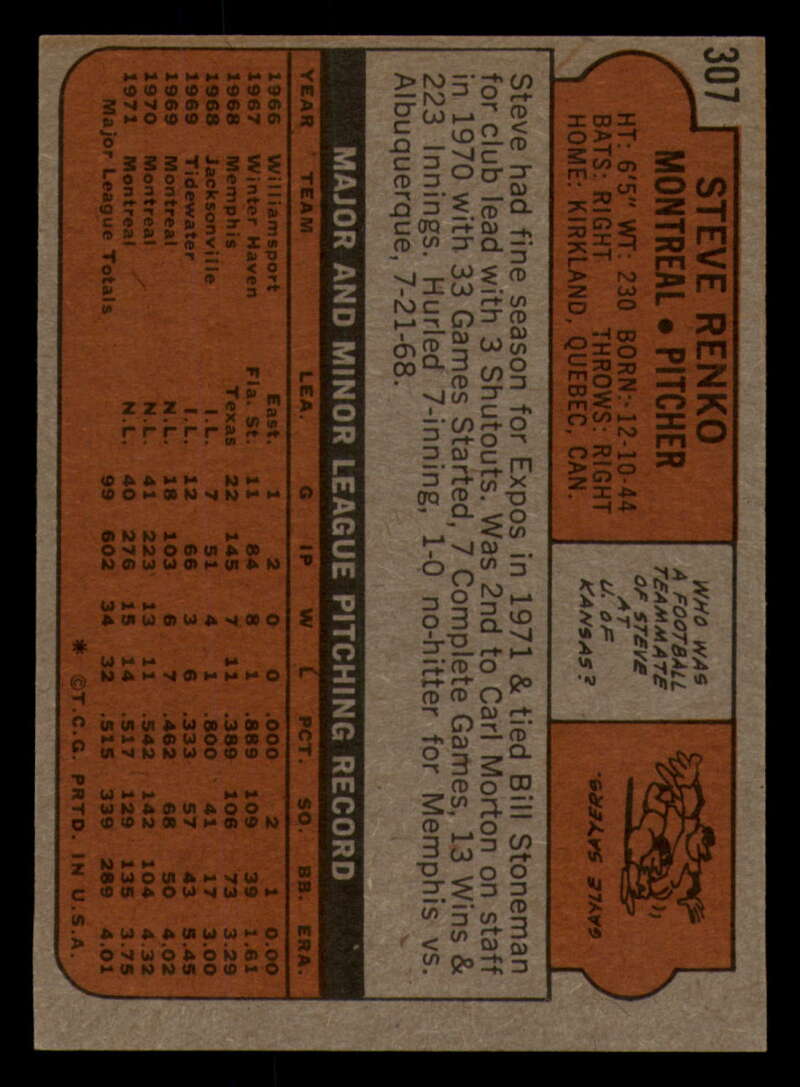 307
STEVE RENKO
MONTREAL • PITCHER
HT: 6'5" WT: 230 BORN: 12-10-44
BATS: RIGHT THROWS: RIGHT
HOME: KIRKLAND, QUEBEC, CAN.
WHO WAS
A FOOTBALL
TEAMMATE
OF STEVE
AT
U. OF
KANSAS?
GAYLE SAYERS.
Steve had fine season for Expos in 1971 & tied Bill Stoneman
for club lead with 3 Shutouts. Was 2nd to Carl Morton on staff
in 1970 with 33 Games Started, 7 Complete Games, 13 Wins &
223 Innings. Hurled 7-inning, 1-0 no-hitter for Memphis vs.
Albuquerque, 7-21-68.
MAJOR AND MINOR LEAGUE PITCHING RECORD
YEAR TEAM LEA. G IP W L PCT. SO. BB. ERA.
1966 Williamsport East. 1 2 0 0 .000 2 1 0.00
1967 Winter Haven Fla. St. 11 84 8 1 .889 109 39 1.61
1968 Memphis Texas 22 145 7 11 .389 106 73 3.29
1968 Jacksonville I.L. 7 51 4 1 .800 41 17 3.00
1969 Tidewater I.L. 12 66 3 6 .333 57 43 5.45
1969 Montreal N.L. 18 103 6 7 .462 68 50 4.02
1970 Montreal N.L. 41 223 13 11 .542 142 104 4.32
1971 Montreal N.L. 40 276 15 14 .517 129 135 3.75
Major League Totals 99 602 34 32 .515 339 289 4.01
* ©T.C.G. PRTD. IN U.S.A.